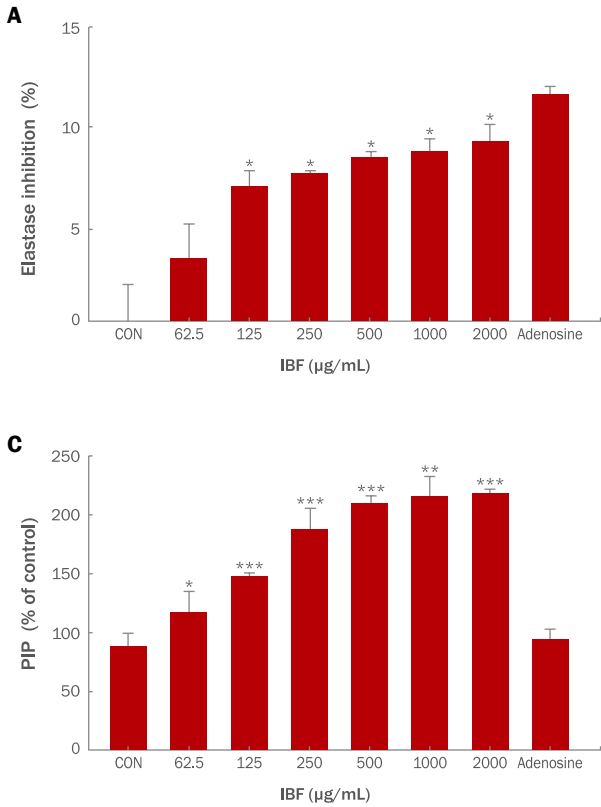 A
15
10
5
0
Elastase inhibition (%)
* * * * *
CON 62.5 125 250 500 1000 2000 Adenosine
IBF (µg/mL)
C
250
200
150
100
50
0
PIP (% of control)
* *** *** *** ** ***
CON 62.5 125 250 500 1000 2000 Adenosine
IBF (µg/mL)